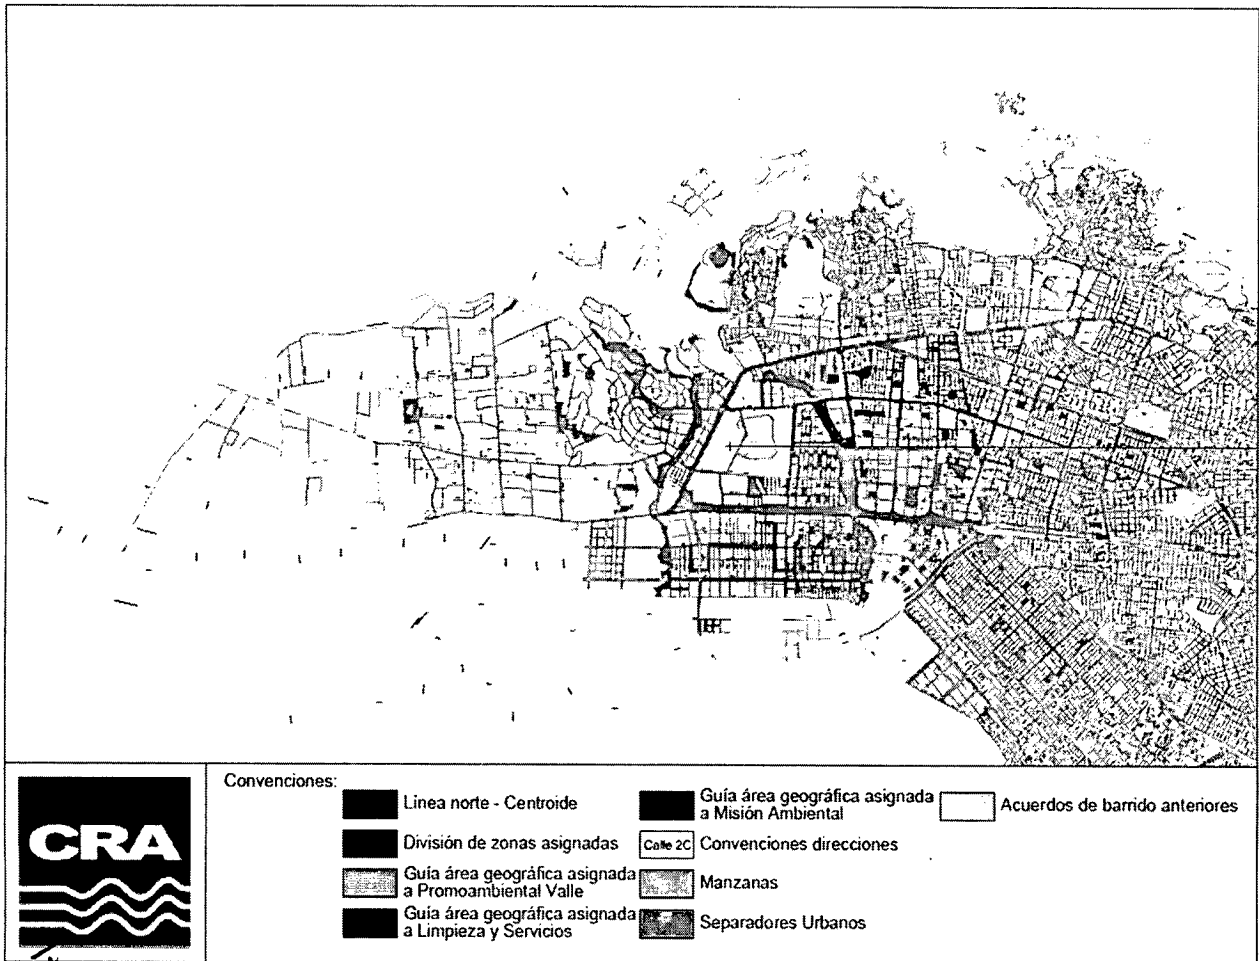 Convenciones:
Linea norte - Centroide
División de zonas asignadas
Guía área geográfica asignada
a Promoambiental Valle
Guía área geográfica asignada
a Limpieza y Servicios
Guía área geográfica asignada
a Misión Ambiental
Calle 2C
Convenciones direcciones
Manzanas
Separadores Urbanos
Acuerdos de barrido anteriores
CRA